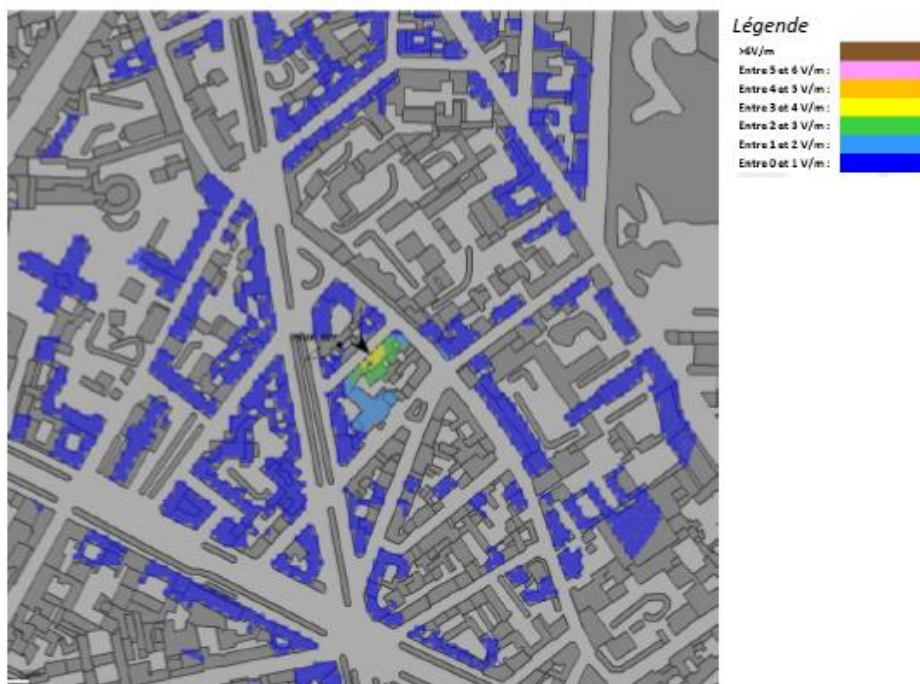 Légende
>6V/m
Entre 5 et 6 V/m :
Entre 4 et 5 V/m :
Entre 3 et 4 V/m :
Entre 2 et 3 V/m :
Entre 1 et 2 V/m :
Entre 0 et 1 V/m :